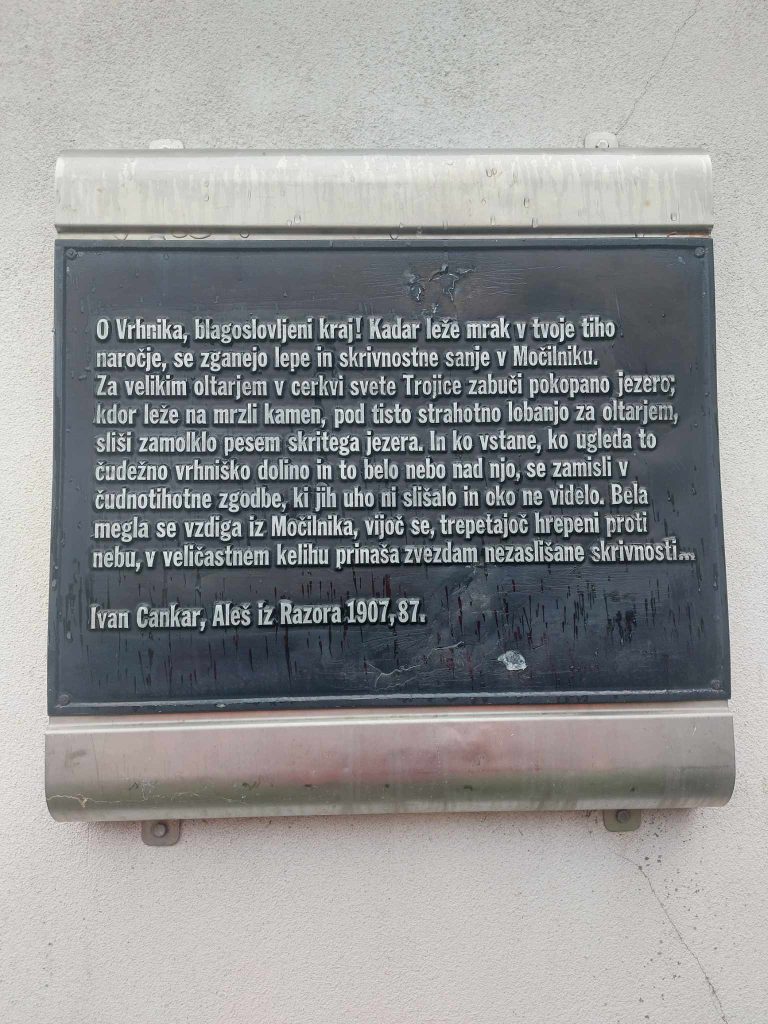 O Vrhnika, blagoslovljeni kraj! Kadar leže mrak v tvoje tiho
naročje, se zganejo lepe in skrivnostne sanje v Močilniku.
Za velikim oltarjem v cerkvi svete Trojice zabuči pokopano jezero;
kdor leže na mrzli kamen, pod tisto strahotno lobanjo za oltarjem,
sliši zamolklo pesem skritega jezera. In ko vstane, ko ugleda to
čudežno vrhniško dolino in to belo nebo nad njo, se zamisli v
čudnotihotne zgodbe, ki jih uho ni slišalo in oko ne videlo. Bela
megla se vzdiga iz Močilnika, vijoč se, trepetajoč hrepeni proti
nebu, v veličastnem kelihu prinaša zvezdam nezaslišane skrivnosti...
Ivan Cankar, Aleš iz Razora 1907, 87.